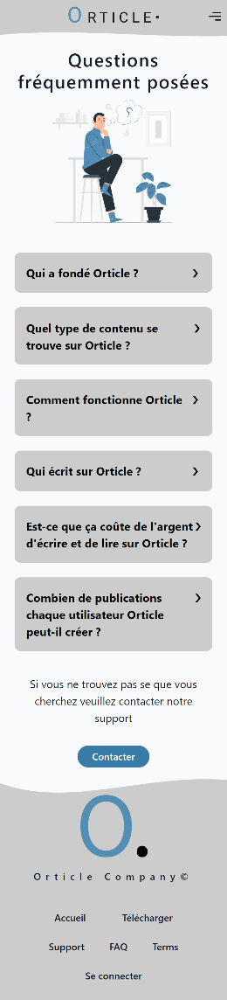 ORTICLE.
Questions
fréquemment posées
?
Qui a fondé Orticle ?
Quel type de contenu se
trouve sur Orticle ?
Comment fonctionne Orticle
?
Qui écrit sur Orticle ?
Est-ce que ça coûte de l'argent
d'écrire et de lire sur Orticle ?
Combien de publications
chaque utilisateur Orticle
peut-il créer ?
Si vous ne trouvez pas se que vous
cherchez veuillez contacter notre
support
Contacter
O.
Orticle Company©
Accueil Télécharger
Support FAQ Terms
Se connecter